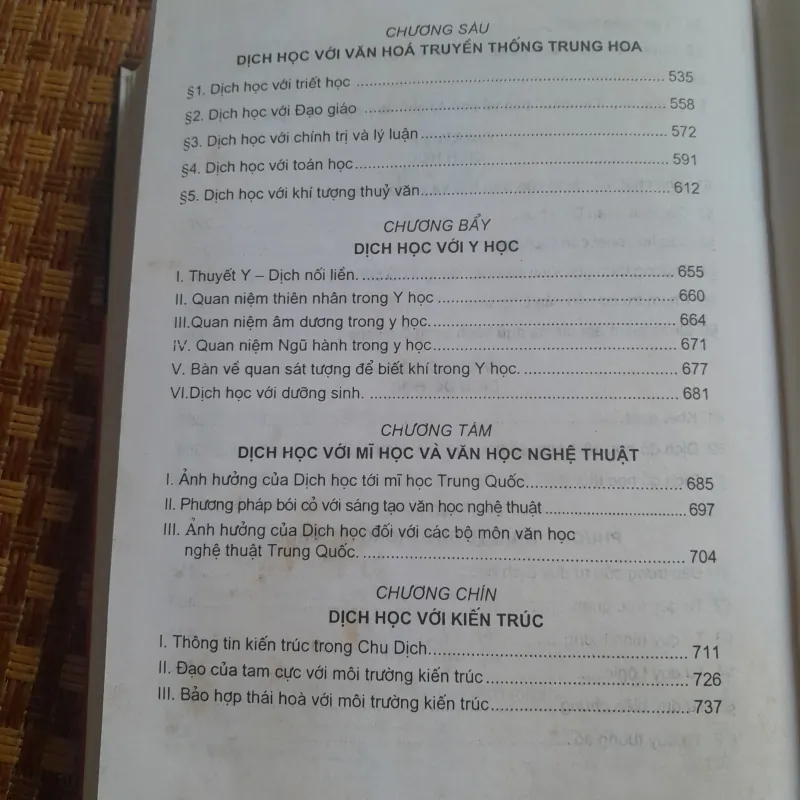 CHƯƠNG SÁU
DỊCH HỌC VỚI VĂN HOÁ TRUYỀN THỐNG TRUNG HOA
§1. Dịch học với triết học ........ 535
§2. Dịch học với Đạo giáo ........ 558
§3. Dịch học với chính trị và lý luận ........ 572
§4. Dịch học với toán học ........ 591
§5. Dịch học với khí tượng thuỷ văn ........ 612
CHƯƠNG BẨY
DỊCH HỌC VỚI Y HỌC
I. Thuyết Y – Dịch nối liền. ........ 655
II. Quan niệm thiên nhân trong Y học ........ 660
III.Quan niệm âm dương trong y học. ........ 664
IV. Quan niệm Ngũ hành trong y học ........ 671
V. Bàn về quan sát tượng để biết khí trong Y học. ........ 677
VI.Dịch học với dưỡng sinh. ........ 681
CHƯƠNG TÁM
DỊCH HỌC VỚI MĨ HỌC VÀ VĂN HỌC NGHỆ THUẬT
I. Ảnh hưởng của Dịch học tới mĩ học Trung Quốc ........ 685
II. Phương pháp bói cỏ với sáng tạo văn học nghệ thuật ........ 697
III. Ảnh hưởng của Dịch học đối với các bộ môn văn học
nghệ thuật Trung Quốc. ........ 704
CHƯƠNG CHÍN
DỊCH HỌC VỚI KIẾN TRÚC
I. Thông tin kiến trúc trong Chu Dịch ........ 711
II. Đạo của tam cực với môi trường kiến trúc ........ 726
III. Bảo hợp thái hoà với môi trường kiến trúc ........ 737